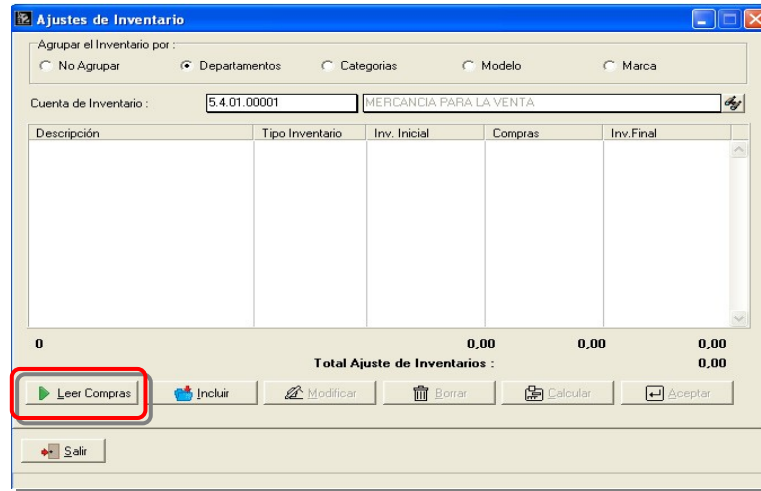 Ajustes de Inventario
Agrupar el Inventario por :
No Agrupar Departamentos Categorias Modelo Marca
Cuenta de Inventario : 5.4.01.00001 MERCANCIA PARA LA VENTA
Descripción Tipo Inventario Inv. Inicial Compras Inv.Final
0 0,00 0,00 0,00
Total Ajuste de Inventarios : 0,00
Leer Compras Incluir Modificar Borrar Calcular Aceptar
Salir